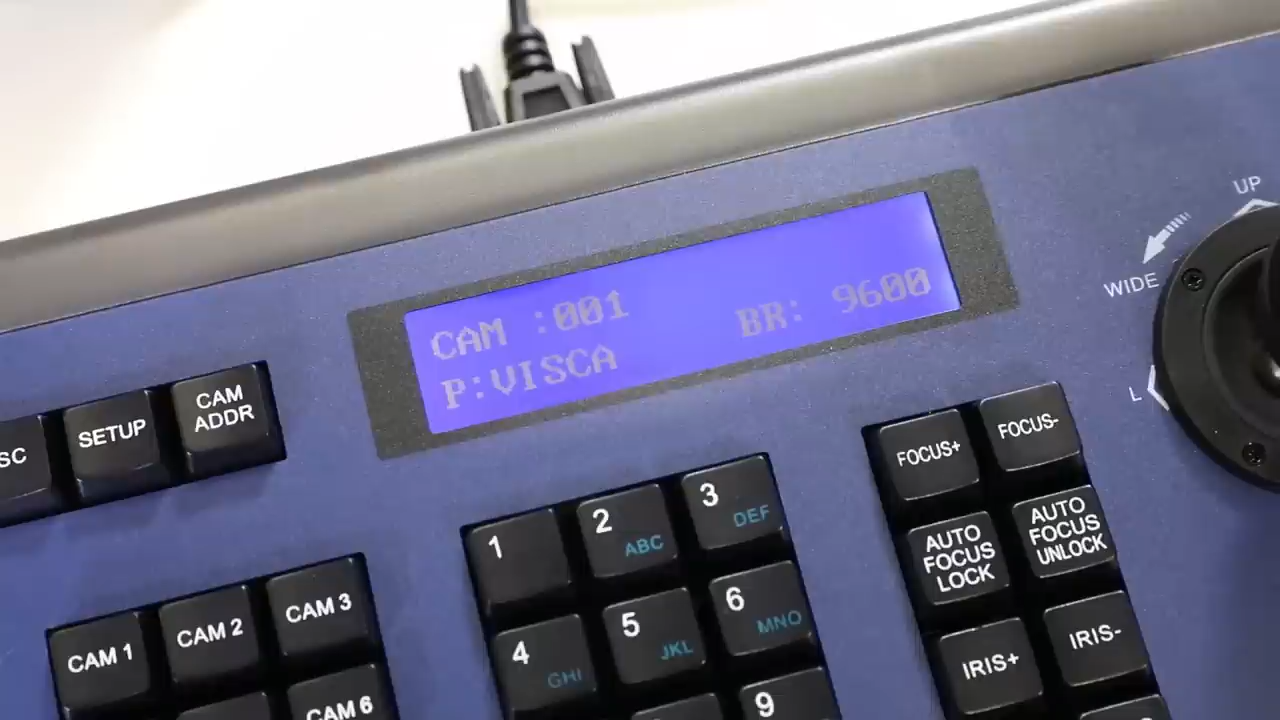 UP
WIDE
L
CAM :001
BR: 9600
P:VISCA
SC
SETUP
CAM ADDR
FOCUS+
FOCUS-
AUTO FOCUS LOCK
AUTO FOCUS UNLOCK
IRIS+
IRIS-
1
2 ABC
3 DEF
4 GHI
5 JKL
6 MNO
9
CAM 1
CAM 2
CAM 3
CAM 6